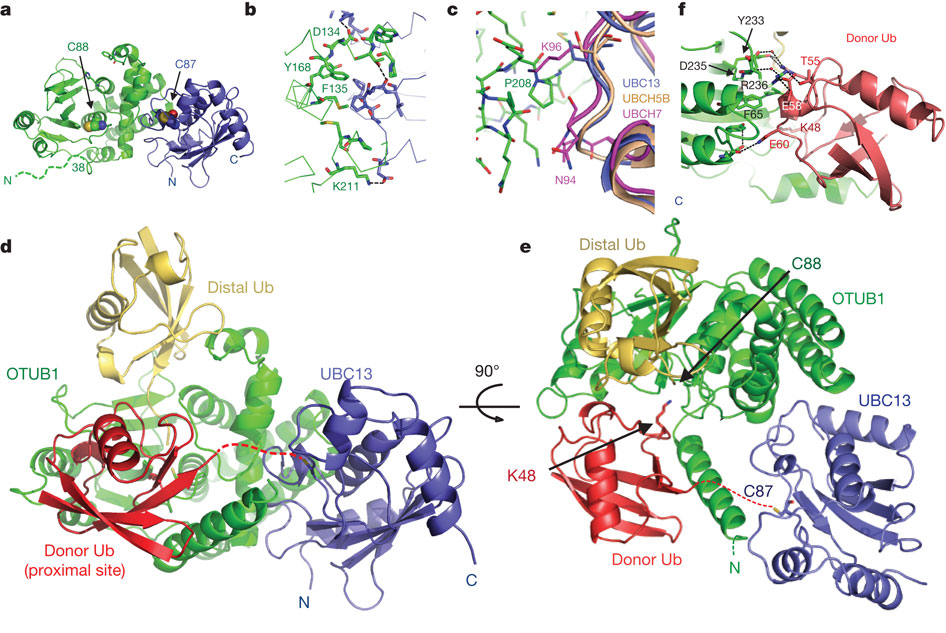 a
C88
C87
N
38
N
C
b
D134
Y168
F135
K211
c
K96
P208
UBC13
UBCH5B
UBCH7
N94
f
Y233
Donor Ub
D235
T55
R236
E58
F65
K48
E60
C
d
Distal Ub
OTUB1
UBC13
Donor Ub
(proximal site)
N
C
90°
e
Distal Ub
C88
OTUB1
UBC13
K48
C87
Donor Ub
N